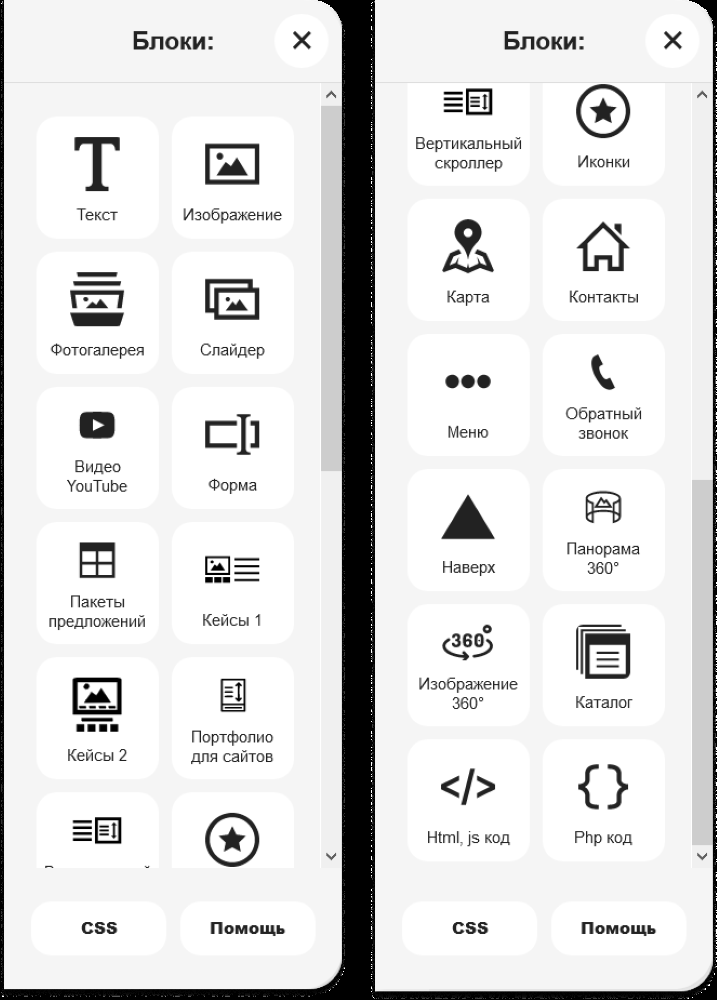 Блоки:
Текст
Изображение
Фотогалерея
Слайдер
Видео
YouTube
Форма
Пакеты
предложений
Кейсы 1
Кейсы 2
Портфолио
для сайтов
CSS
Помощь
Блоки:
Вертикальный
скроллер
Иконки
Карта
Контакты
Меню
Обратный
звонок
Наверх
Панорама
360°
360°
Изображение
360°
Каталог
</>
Html, js код
{}
Php код
CSS
Помощь